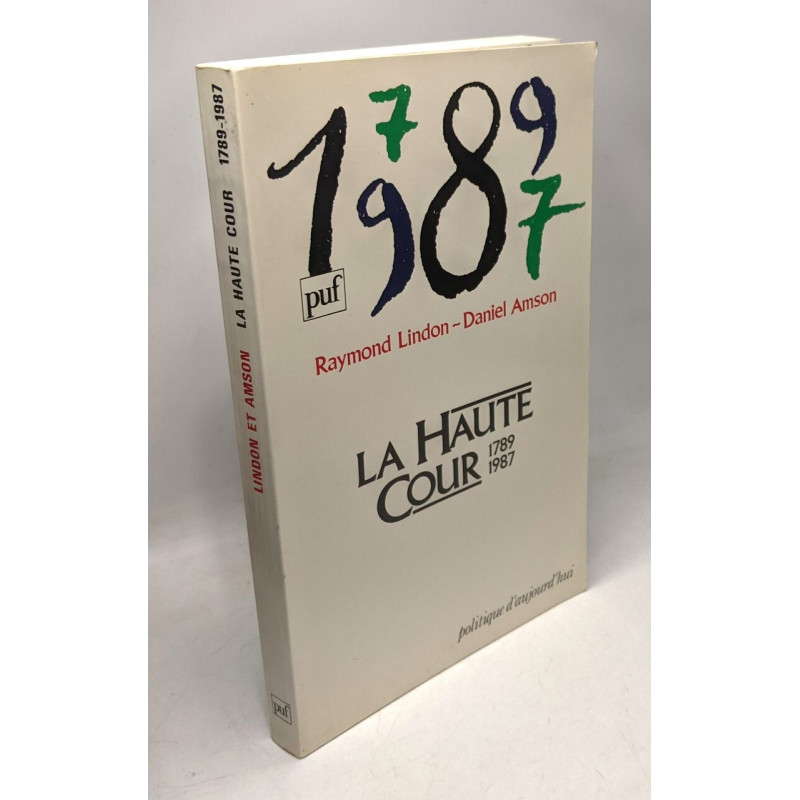 1789
1987
puf
Raymond Lindon – Daniel Amson
LA HAUTE
COUR 1789
1987
politique d'aujourd'hui
LINDON ET AMSON LA HAUTE COUR 1789-1987
puf